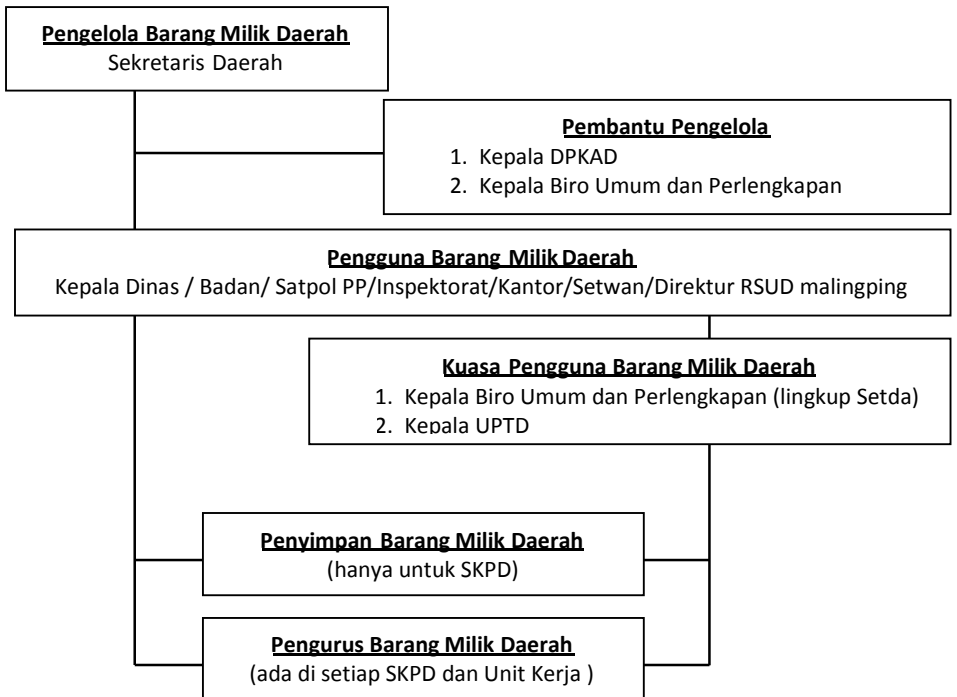 Pengelola Barang Milik Daerah
Sekretaris Daerah
Pembantu Pengelola
1. Kepala DPKAD
2. Kepala Biro Umum dan Perlengkapan
Pengguna Barang Milik Daerah
Kepala Dinas / Badan/ Satpol PP/Inspektorat/Kantor/Setwan/Direktur RSUD malingping
Kuasa Pengguna Barang Milik Daerah
1. Kepala Biro Umum dan Perlengkapan (lingkup Setda)
2. Kepala UPTD
Penyimpan Barang Milik Daerah
(hanya untuk SKPD)
Pengurus Barang Milik Daerah
(ada di setiap SKPD dan Unit Kerja )